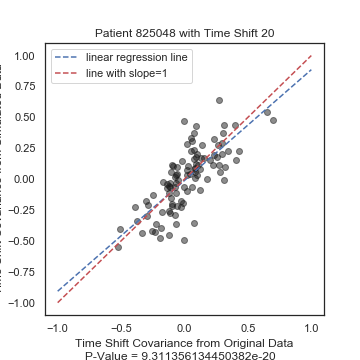 Patient 825048 with Time Shift 20
linear regression line
line with slope=1
1.00
0.75
0.50
0.25
0.00
−0.25
−0.50
−0.75
−1.00
−1.0
−0.5
0.0
0.5
1.0
Time Shift Covariance from Original Data
P-Value = 9.311356134450382e-20